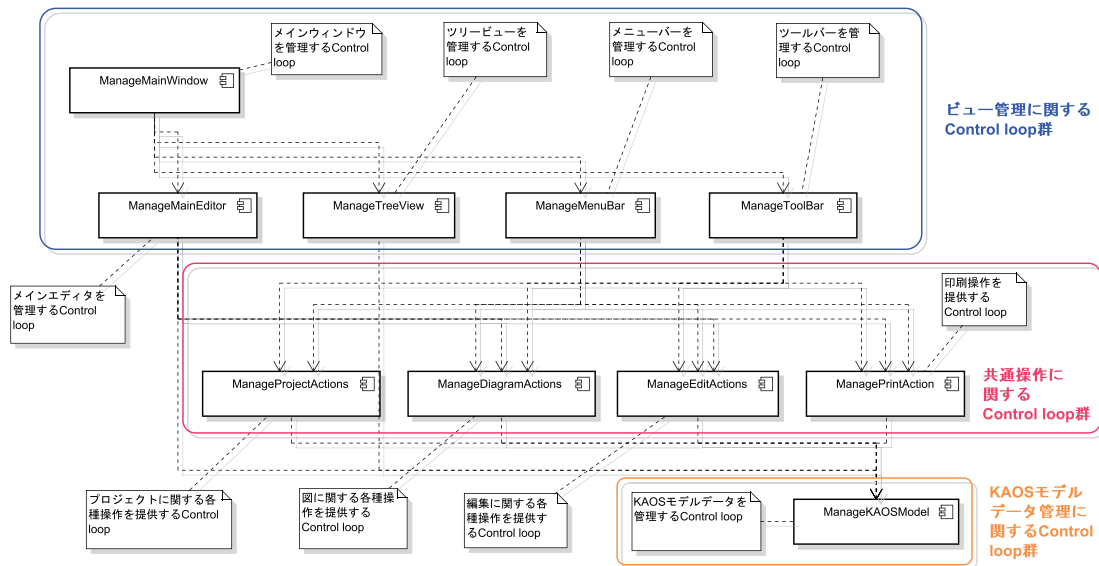 メインウィンドウ
を管理するControl
loop
ツリービューを
管理するControl
loop
メニューバーを
管理するControl
loop
ツールバーを管
理するControl
loop
ManageMainWindow
ビュー管理に関する
Control loop群
ManageMainEditor
ManageTreeView
ManageMenuBar
ManageToolBar
メインエディタを
管理するControl
loop
印刷操作を
提供する
Control loop
ManageProjectActions
ManageDiagramActions
ManageEditActions
ManagePrintAction
共通操作に
関する
Control loop群
プロジェクトに関する各
種操作を提供するControl
loop
図に関する各種操
作を提供する
Control loop
編集に関する各
種操作を提供す
るControl loop
KAOSモデルデータを
管理するControl loop
ManageKAOSModel
KAOSモデル
データ管理に
関するControl
loop群